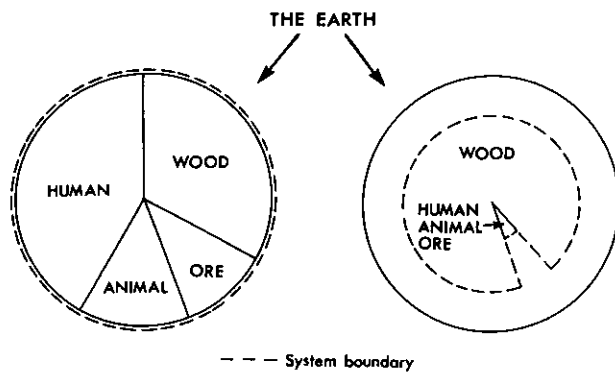 THE EARTH
HUMAN
WOOD
ANIMAL
ORE
WOOD
HUMAN
ANIMAL
ORE
--- System boundary